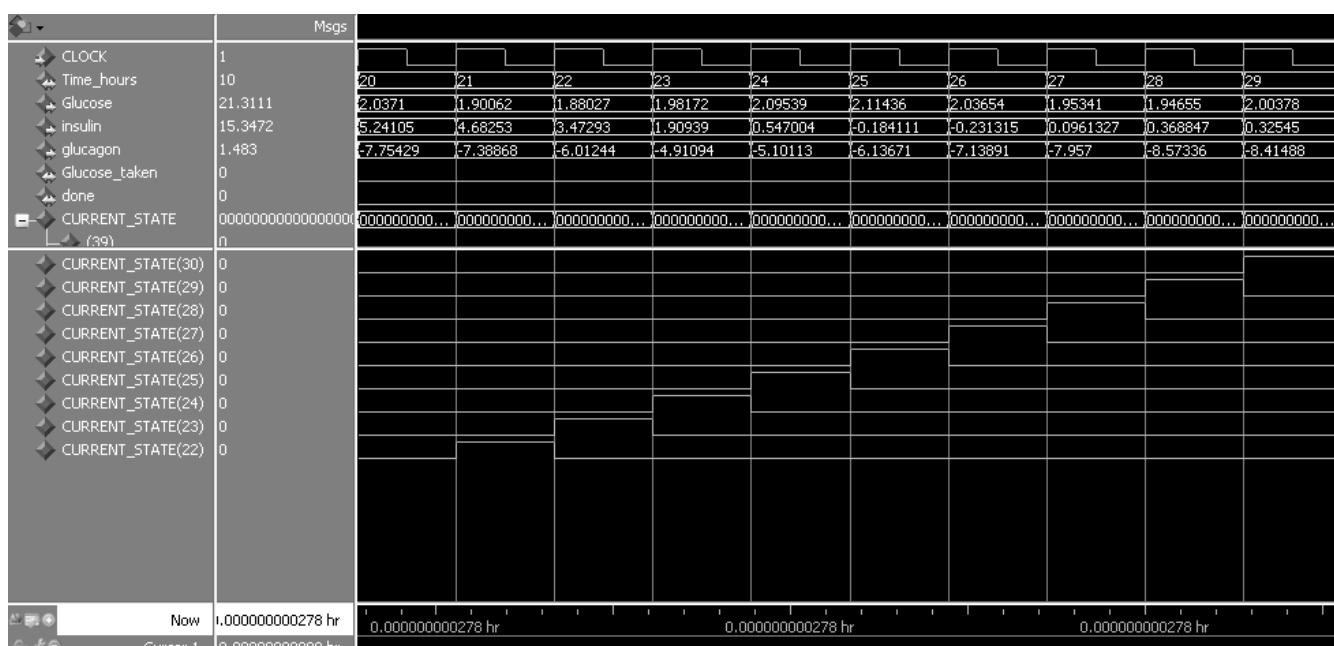 Msgs
CLOCK 1
Time_hours 10 20 21 22 23 24 25 26 27 28 29
Glucose 21.3111 2.0371 1.90062 1.88027 1.98172 2.09539 2.11436 2.03654 1.95341 1.94655 2.00378
insulin 15.3472 5.24105 4.68253 3.47293 1.90939 0.547004 -0.184111 -0.231315 0.0961327 0.368847 0.32545
glucagon 1.483 -7.75429 -7.38868 -6.01244 -4.91094 -5.10113 -6.13671 -7.13891 -7.957 -8.57336 -8.41488
Glucose_taken 0
done 0
CURRENT_STATE 000000000... 000000000... 000000000... 000000000... 000000000... 000000000... 000000000... 000000000... 000000000... 000000000...
(39) 0
CURRENT_STATE(30) 0
CURRENT_STATE(29) 0
CURRENT_STATE(28) 0
CURRENT_STATE(27) 0
CURRENT_STATE(26) 0
CURRENT_STATE(25) 0
CURRENT_STATE(24) 0
CURRENT_STATE(23) 0
CURRENT_STATE(22) 0
Now .000000000278 hr 0.000000000278 hr 0.000000000278 hr 0.000000000278 hr